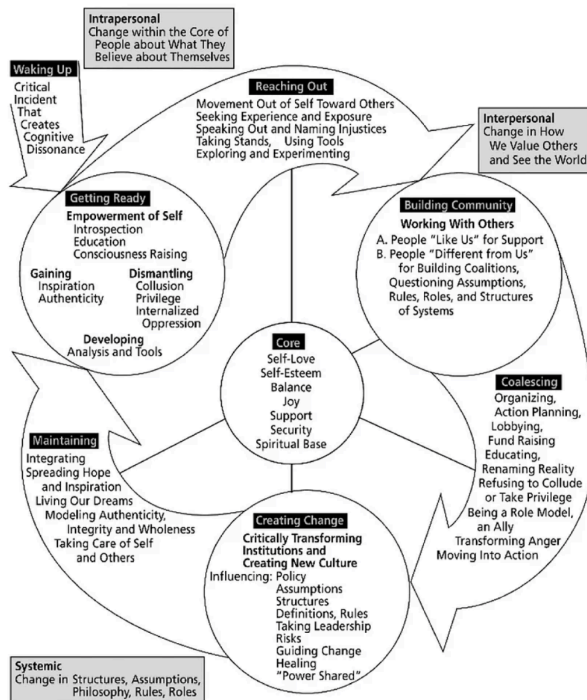 Intrapersonal
Change within the Core of
People about What They
Believe about Themselves
Waking Up
Critical
Incident
That
Creates
Cognitive
Dissonance
Reaching Out
Movement Out of Self Toward Others
Seeking Experience and Exposure
Speaking Out and Naming Injustices
Taking Stands, Using Tools
Exploring and Experimenting
Interpersonal
Change in How
We Value Others
and See the World
Getting Ready
Empowerment of Self
Introspection
Education
Consciousness Raising
Gaining
Inspiration
Authenticity
Dismantling
Collusion
Privilege
Internalized
Oppression
Developing
Analysis and Tools
Building Community
Working With Others
A. People "Like Us" for Support
B. People "Different from Us"
for Building Coalitions,
Questioning Assumptions,
Rules, Roles, and Structures
of Systems
Core
Self-Love
Self-Esteem
Balance
Joy
Support
Security
Spiritual Base
Coalescing
Organizing,
Action Planning,
Lobbying,
Fund Raising
Educating,
Renaming Reality
Refusing to Collude
or Take Privilege
Being a Role Model,
an Ally
Transforming Anger
Moving Into Action
Maintaining
Integrating
Spreading Hope
and Inspiration
Living Our Dreams
Modeling Authenticity,
Integrity and Wholeness
Taking Care of Self
and Others
Creating Change
Critically Transforming
Institutions and
Creating New Culture
Influencing: Policy
Assumptions
Structures
Definitions, Rules
Taking Leadership
Risks
Guiding Change
Healing
"Power Shared"
Systemic
Change in Structures, Assumptions,
Philosophy, Rules, Roles